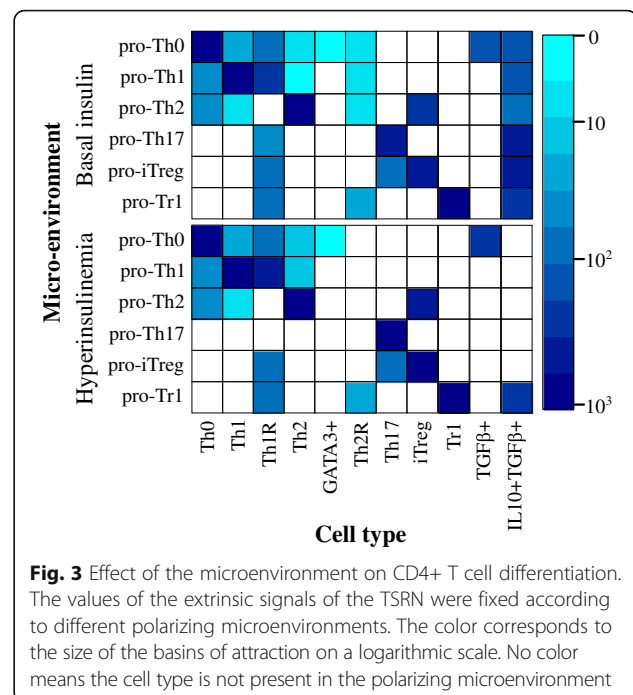 Micro-environment
Basal insulin
pro-Th0
pro-Th1
pro-Th2
pro-Th17
pro-iTreg
pro-Tr1
Hyperinsulinemia
pro-Th0
pro-Th1
pro-Th2
pro-Th17
pro-iTreg
pro-Tr1
0
10
10²
10³
Th0
Th1
Th1R
Th2
GATA3+
Th2R
Th17
iTreg
Tr1
TGFβ+
IL10+TGFβ+
Cell type
Fig. 3 Effect of the microenvironment on CD4+ T cell differentiation.
The values of the extrinsic signals of the TSRN were fixed according
to different polarizing microenvironments. The color corresponds to
the size of the basins of attraction on a logarithmic scale. No color
means the cell type is not present in the polarizing microenvironment